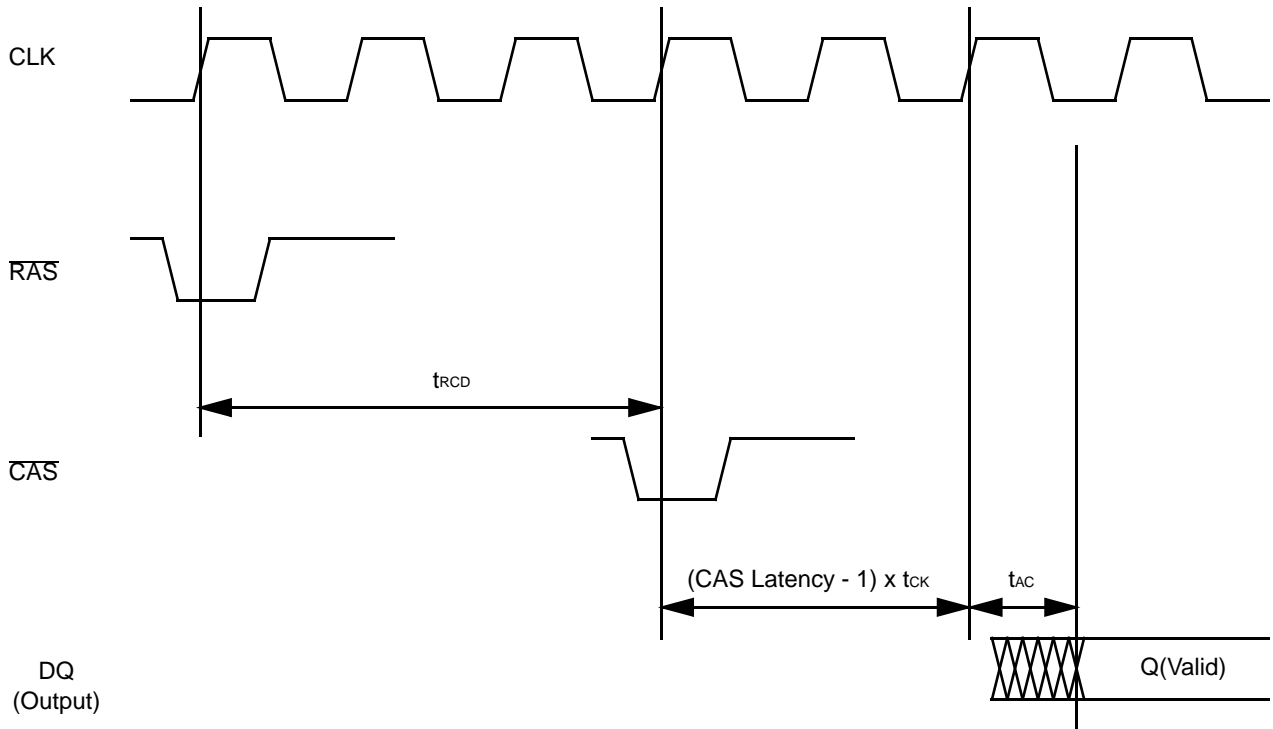 CLK
RAS
tRCD
CAS
(CAS Latency - 1) x tCK
tAC
DQ
(Output)
Q(Valid)